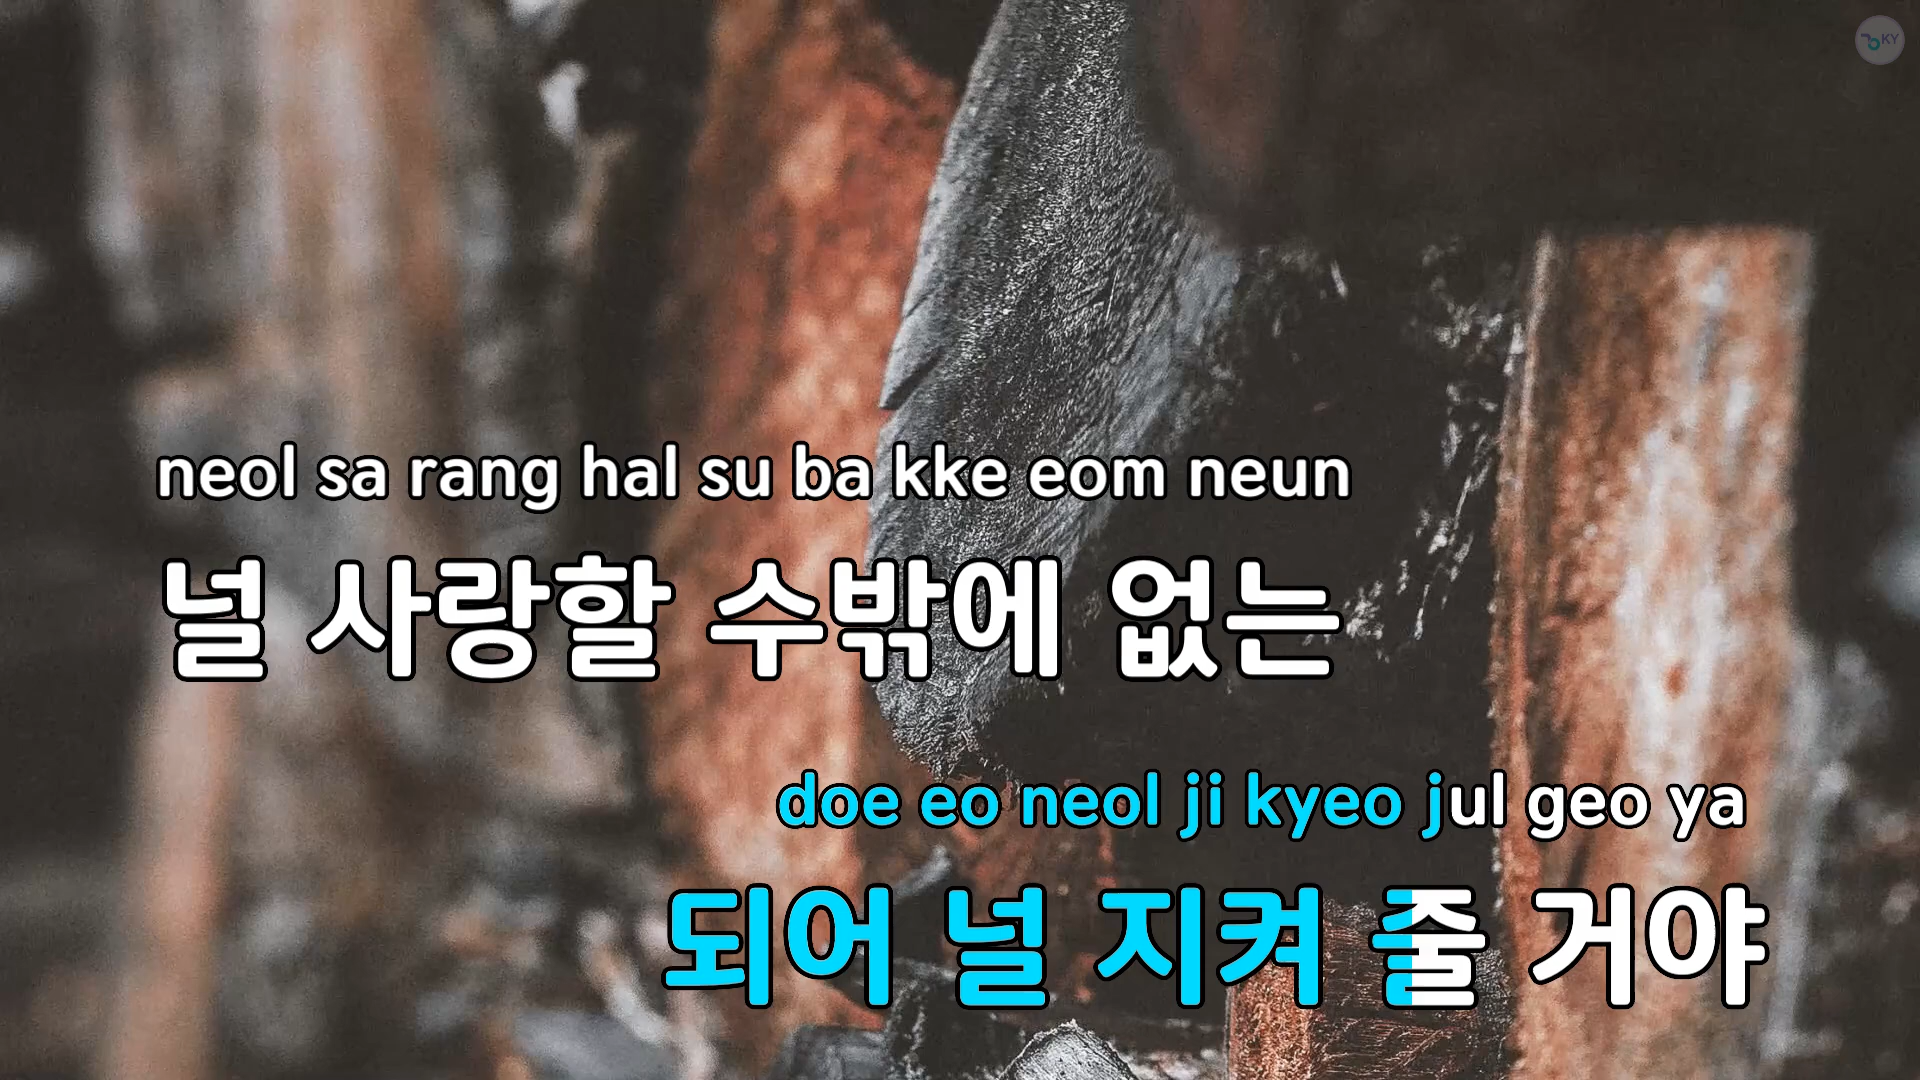 KY
neol sa rang hal su ba kke eom neun
널 사랑할 수밖에 없는
doe eo neol ji kyeo jul geo ya
되어 널 지켜 줄 거야